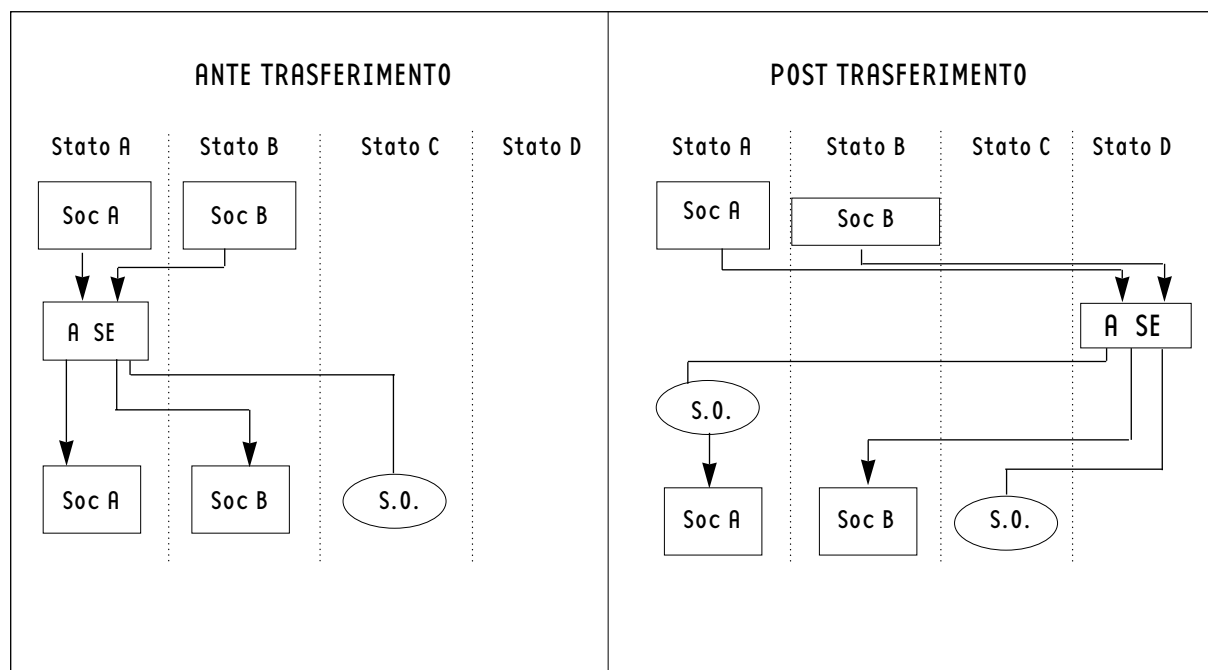 ANTE TRASFERIMENTO
Stato A Stato B Stato C Stato D
Soc A Soc B
A SE
Soc A Soc B S.O.
POST TRASFERIMENTO
Stato A Stato B Stato C Stato D
Soc A Soc B
A SE
S.O.
Soc A Soc B S.O.